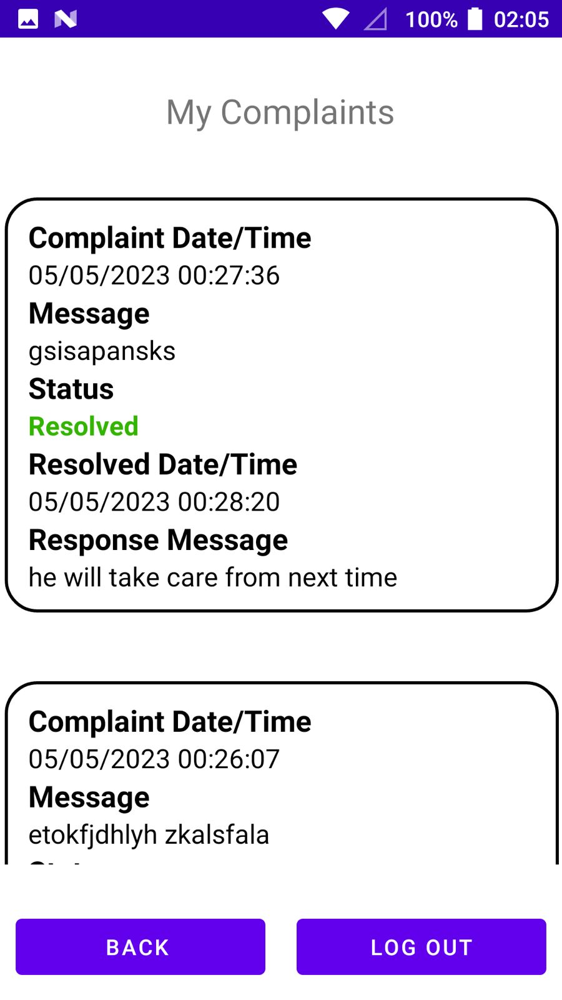 100% 02:05
My Complaints
Complaint Date/Time
05/05/2023 00:27:36
Message
gsisapansks
Status
Resolved
Resolved Date/Time
05/05/2023 00:28:20
Response Message
he will take care from next time
Complaint Date/Time
05/05/2023 00:26:07
Message
etokfjdhlyh zkalsfala
BACK
LOG OUT